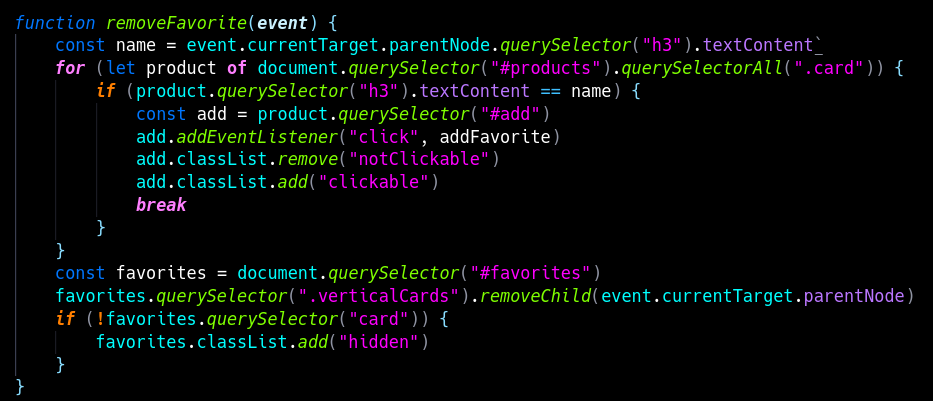 function removeFavorite(event) {
    const name = event.currentTarget.parentNode.querySelector("h3").textContent`
    for (let product of document.querySelector("#products").querySelectorAll(".card")) {
        if (product.querySelector("h3").textContent == name) {
            const add = product.querySelector("#add")
            add.addEventListener("click", addFavorite)
            add.classList.remove("notClickable")
            add.classList.add("clickable")
            break
        }
    }
    const favorites = document.querySelector("#favorites")
    favorites.querySelector(".verticalCards").removeChild(event.currentTarget.parentNode)
    if (!favorites.querySelector("card")) {
        favorites.classList.add("hidden")
    }
}